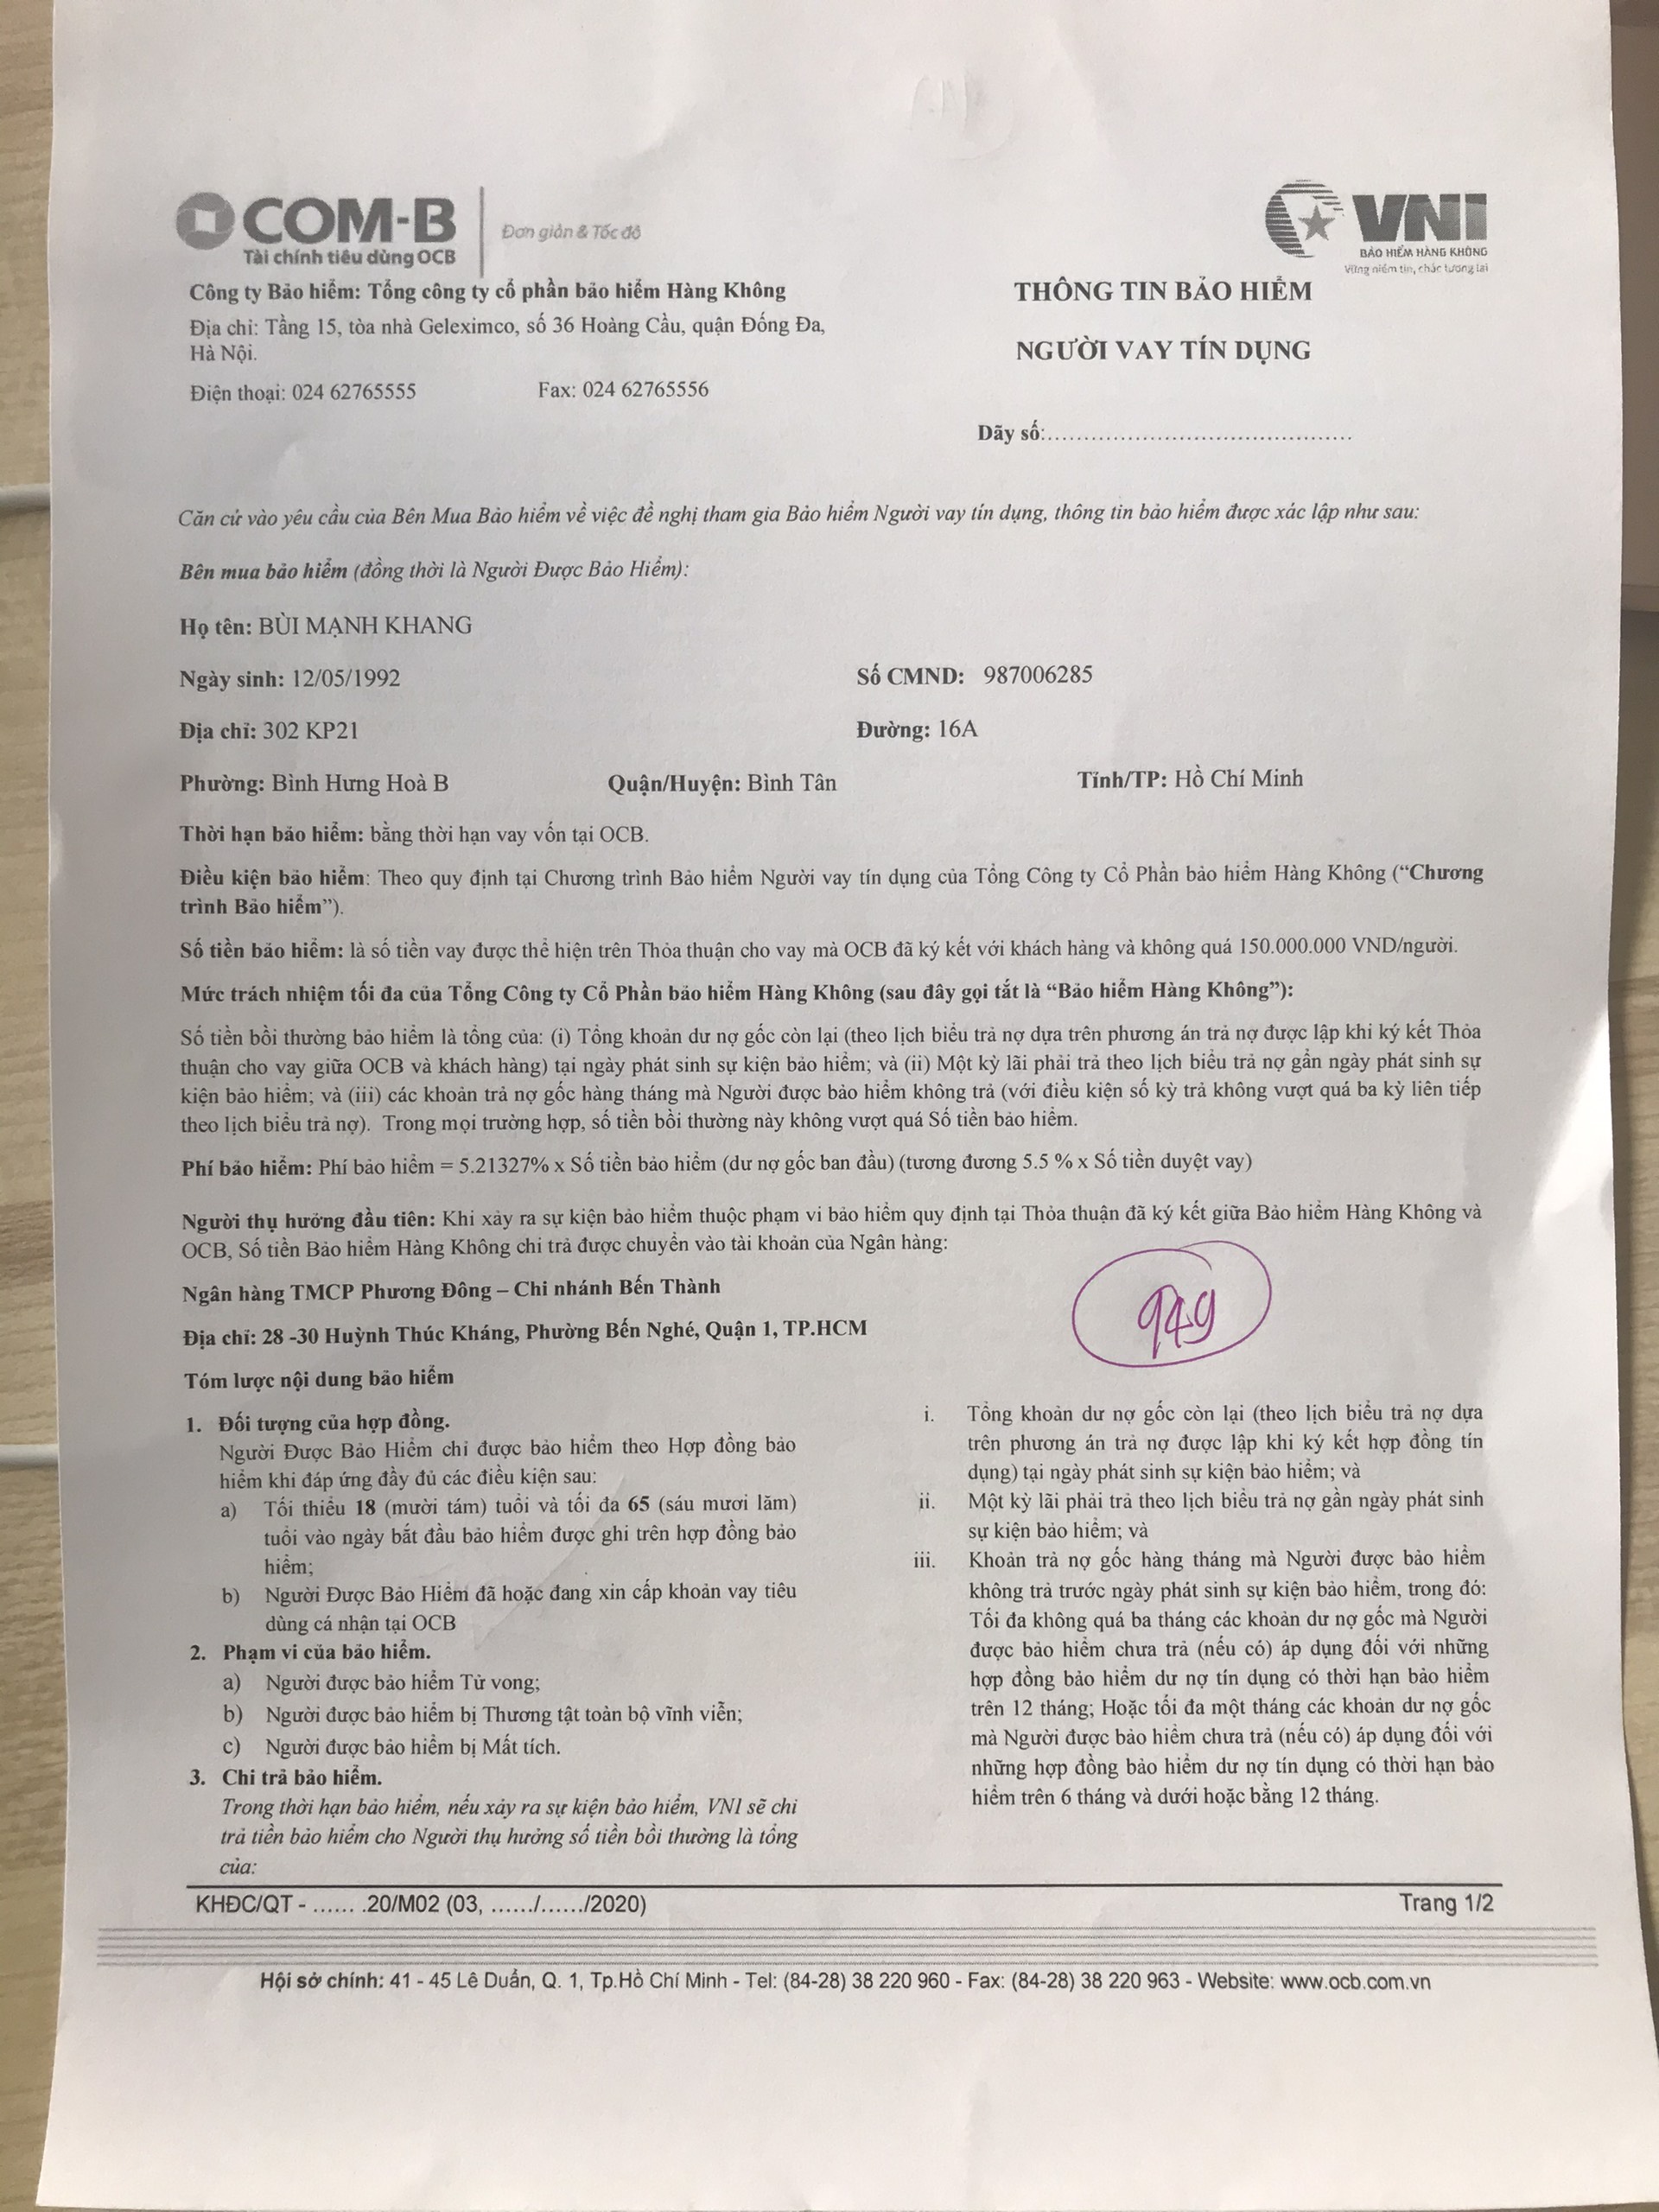 COM-B
Tài chính tiêu dùng OCB
Đơn giản & Tốc độ
VNI
BẢO HIỂM HÀNG KHÔNG
Vững niềm tin, chắc tương lai
Công ty Bảo hiểm: Tổng công ty cổ phần bảo hiểm Hàng Không
Địa chỉ: Tầng 15, tòa nhà Geleximco, số 36 Hoàng Cầu, quận Đống Đa,
Hà Nội.
Điện thoại: 024 62765555 Fax: 024 62765556
THÔNG TIN BẢO HIỂM
NGƯỜI VAY TÍN DỤNG
Dãy số:..........................................
Căn cứ vào yêu cầu của Bên Mua Bảo hiểm về việc đề nghị tham gia Bảo hiểm Người vay tín dụng, thông tin bảo hiểm được xác lập như sau:
Bên mua bảo hiểm (đồng thời là Người Được Bảo Hiểm):
Họ tên: BÙI MẠNH KHANG
Ngày sinh: 12/05/1992 Số CMND: 987006285
Địa chỉ: 302 KP21 Đường: 16A
Phường: Bình Hưng Hoà B Quận/Huyện: Bình Tân Tỉnh/TP: Hồ Chí Minh
Thời hạn bảo hiểm: bằng thời hạn vay vốn tại OCB.
Điều kiện bảo hiểm: Theo quy định tại Chương trình Bảo hiểm Người vay tín dụng của Tổng Công ty Cổ Phần bảo hiểm Hàng Không (“Chương
trình Bảo hiểm”).
Số tiền bảo hiểm: là số tiền vay được thể hiện trên Thỏa thuận cho vay mà OCB đã ký kết với khách hàng và không quá 150.000.000 VND/người.
Mức trách nhiệm tối đa của Tổng Công ty Cổ Phần bảo hiểm Hàng Không (sau đây gọi tắt là “Bảo hiểm Hàng Không”):
Số tiền bồi thường bảo hiểm là tổng của: (i) Tổng khoản dư nợ gốc còn lại (theo lịch biểu trả nợ dựa trên phương án trả nợ được lập khi ký kết Thỏa
thuận cho vay giữa OCB và khách hàng) tại ngày phát sinh sự kiện bảo hiểm; và (ii) Một kỳ lãi phải trả theo lịch biểu trả nợ gần ngày phát sinh sự
kiện bảo hiểm; và (iii) các khoản trả nợ gốc hàng tháng mà Người được bảo hiểm không trả (với điều kiện số kỳ trả không vượt quá ba kỳ liên tiếp
theo lịch biểu trả nợ). Trong mọi trường hợp, số tiền bồi thường này không vượt quá Số tiền bảo hiểm.
Phí bảo hiểm: Phí bảo hiểm = 5.21327% x Số tiền bảo hiểm (dư nợ gốc ban đầu) (tương đương 5.5 % x Số tiền duyệt vay)
Người thụ hưởng đầu tiên: Khi xảy ra sự kiện bảo hiểm thuộc phạm vi bảo hiểm quy định tại Thỏa thuận đã ký kết giữa Bảo hiểm Hàng Không và
OCB, Số tiền Bảo hiểm Hàng Không chi trả được chuyển vào tài khoản của Ngân hàng:
Ngân hàng TMCP Phương Đông – Chi nhánh Bến Thành
Địa chỉ: 28 -30 Huỳnh Thúc Kháng, Phường Bến Nghé, Quận 1, TP.HCM
949
Tóm lược nội dung bảo hiểm
1. Đối tượng của hợp đồng.
Người Được Bảo Hiểm chỉ được bảo hiểm theo Hợp đồng bảo
hiểm khi đáp ứng đầy đủ các điều kiện sau:
a) Tối thiểu 18 (mười tám) tuổi và tối đa 65 (sáu mươi lăm)
tuổi vào ngày bắt đầu bảo hiểm được ghi trên hợp đồng bảo
hiểm;
b) Người Được Bảo Hiểm đã hoặc đang xin cấp khoản vay tiêu
dùng cá nhận tại OCB
2. Phạm vi của bảo hiểm.
a) Người được bảo hiểm Tử vong;
b) Người được bảo hiểm bị Thương tật toàn bộ vĩnh viễn;
c) Người được bảo hiểm bị Mất tích.
3. Chi trả bảo hiểm.
Trong thời hạn bảo hiểm, nếu xảy ra sự kiện bảo hiểm, VNI sẽ chi
trả tiền bảo hiểm cho Người thụ hưởng số tiền bồi thường là tổng
của:
i. Tổng khoản dư nợ gốc còn lại (theo lịch biểu trả nợ dựa
trên phương án trả nợ được lập khi ký kết hợp đồng tín
dụng) tại ngày phát sinh sự kiện bảo hiểm; và
ii. Một kỳ lãi phải trả theo lịch biểu trả nợ gần ngày phát sinh
sự kiện bảo hiểm; và
iii. Khoản trả nợ gốc hàng tháng mà Người được bảo hiểm
không trả trước ngày phát sinh sự kiện bảo hiểm, trong đó:
Tối đa không quá ba tháng các khoản dư nợ gốc mà Người
được bảo hiểm chưa trả (nếu có) áp dụng đối với những
hợp đồng bảo hiểm dư nợ tín dụng có thời hạn bảo hiểm
trên 12 tháng; Hoặc tối đa một tháng các khoản dư nợ gốc
mà Người được bảo hiểm chưa trả (nếu có) áp dụng đối với
những hợp đồng bảo hiểm dư nợ tín dụng có thời hạn bảo
hiểm trên 6 tháng và dưới hoặc bằng 12 tháng.
KHĐC/QT - ...... .20/M02 (03, ....../....../2020) Trang 1/2
Hội sở chính: 41 - 45 Lê Duẩn, Q. 1, Tp.Hồ Chí Minh - Tel: (84-28) 38 220 960 - Fax: (84-28) 38 220 963 - Website: www.ocb.com.vn